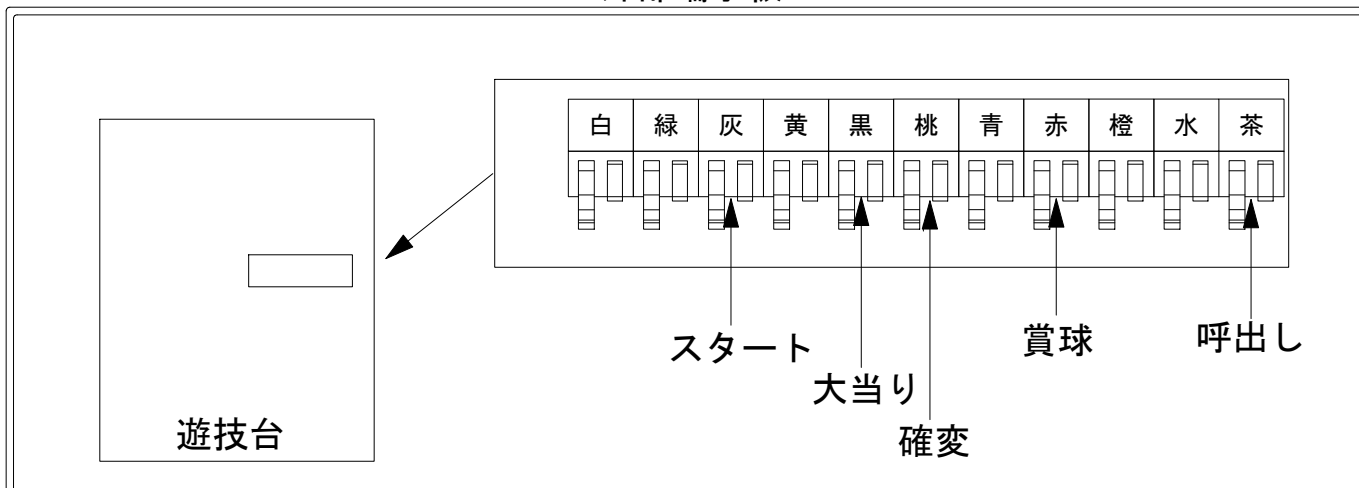 白 緑 灰 黄 黒 桃 青 赤 橙 水 茶
スタート
大当り
確変
賞球
呼出し
遊技台